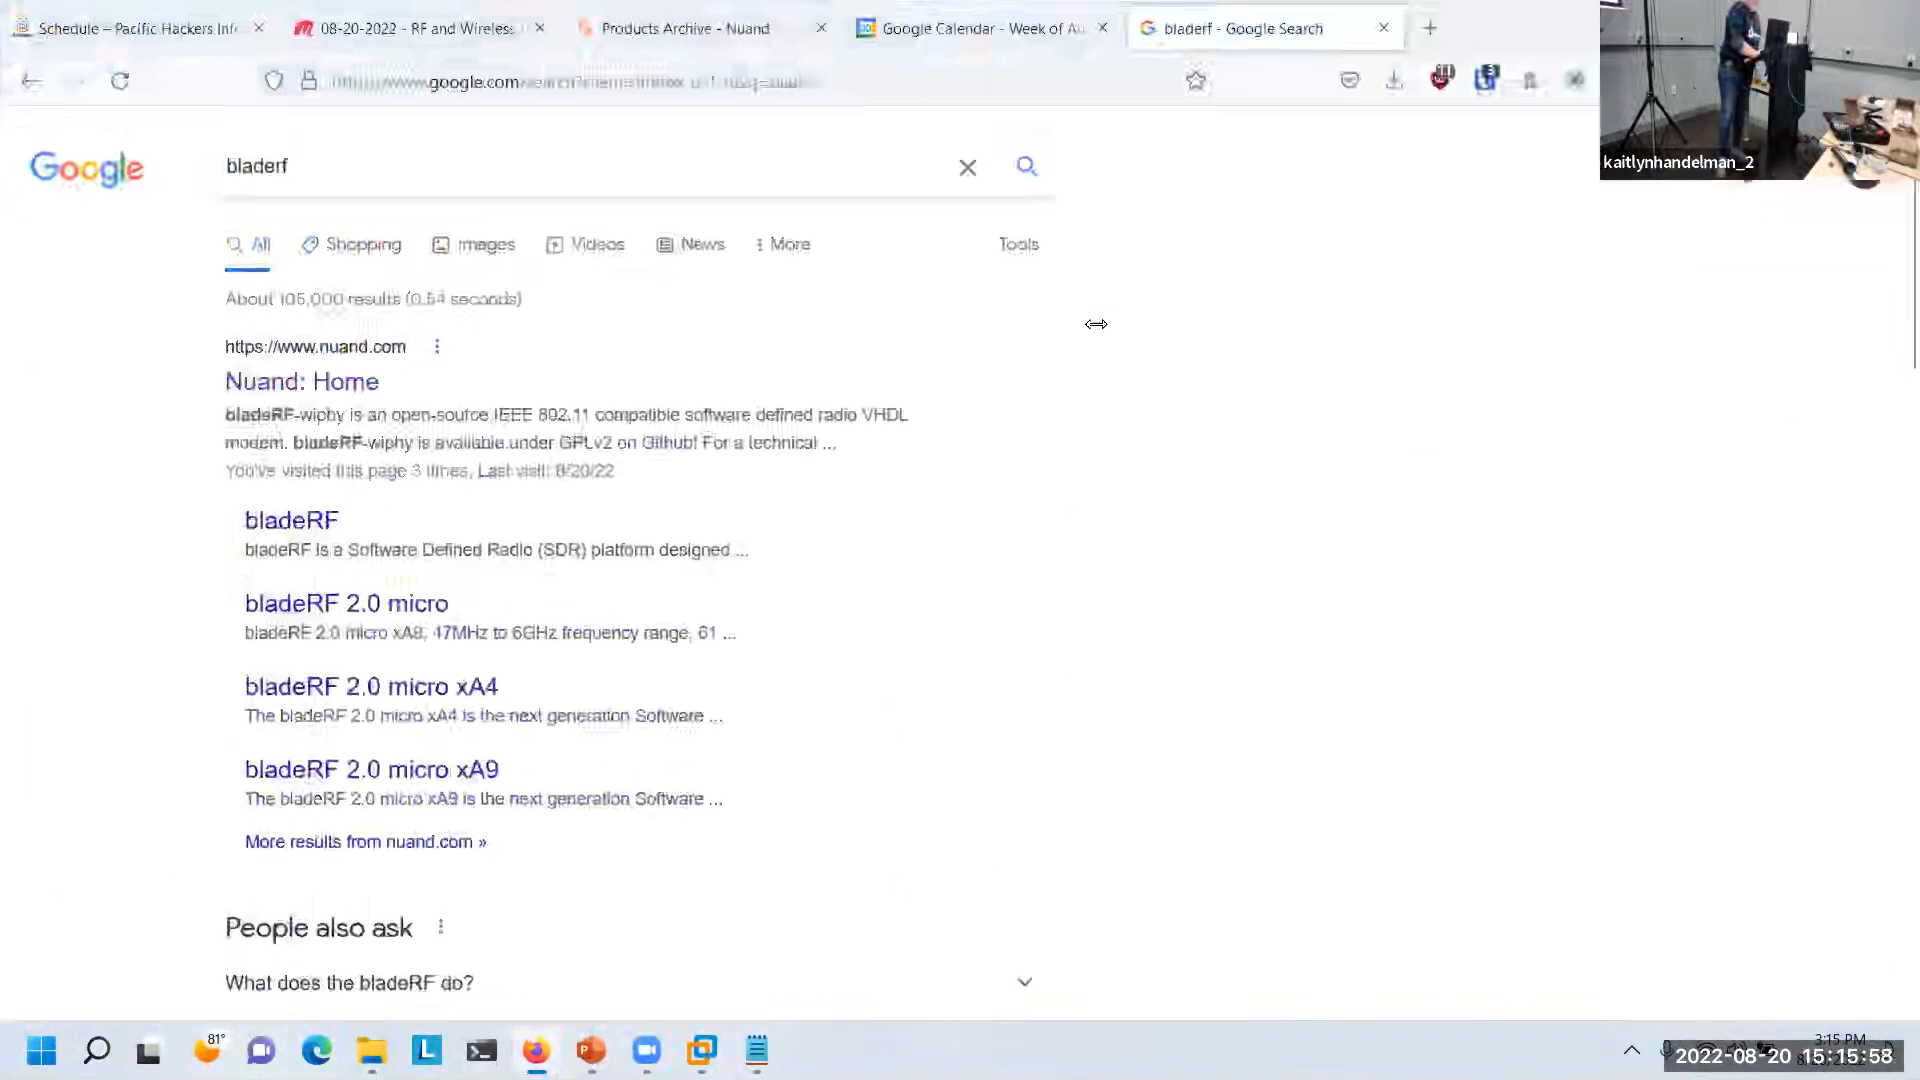 Schedule – Pacific Hackers Inf
08-20-2022 - RF and Wireless
Products Archive - Nuand
Google Calendar - Week of Au
bladerf - Google Search
www.google.com
kaitlynhandelman_2
Google
bladerf
All
Shopping
Images
Videos
News
More
Tools
About 105,000 results (0.54 seconds)
https://www.nuand.com
Nuand: Home
bladeRF-wiphy is an open-source IEEE 802.11 compatible software defined radio VHDL
modem. bladeRF-wiphy is available under GPLv2 on Github! For a technical ...
You've visited this page 3 times. Last visit: 8/20/22
bladeRF
bladeRF is a Software Defined Radio (SDR) platform designed ...
bladeRF 2.0 micro
bladeRF 2.0 micro xA9, 47MHz to 6GHz frequency range, 61 ...
bladeRF 2.0 micro xA4
The bladeRF 2.0 micro xA4 is the next generation Software ...
bladeRF 2.0 micro xA9
The bladeRF 2.0 micro xA9 is the next generation Software ...
More results from nuand.com »
People also ask
What does the bladeRF do?
81°
3:15 PM
2022-08-20 15:15:58